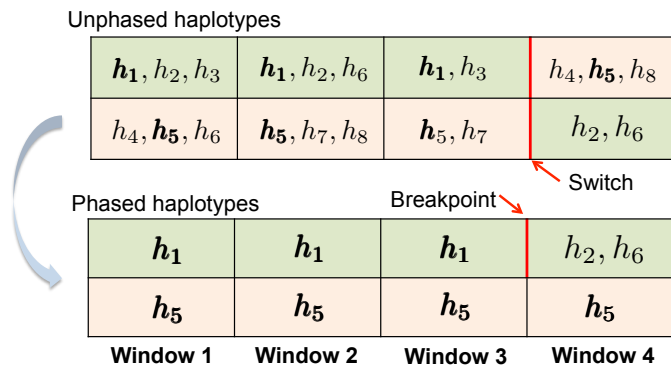 Unphased haplotypes
h₁, h₂, h₃ h₁, h₂, h₆ h₁, h₃ h₄, h₅, h₈
h₄, h₅, h₆ h₅, h₇, h₈ h₅, h₇ h₂, h₆
Switch
Phased haplotypes Breakpoint
h₁ h₁ h₁ h₂, h₆
h₅ h₅ h₅ h₅
Window 1 Window 2 Window 3 Window 4